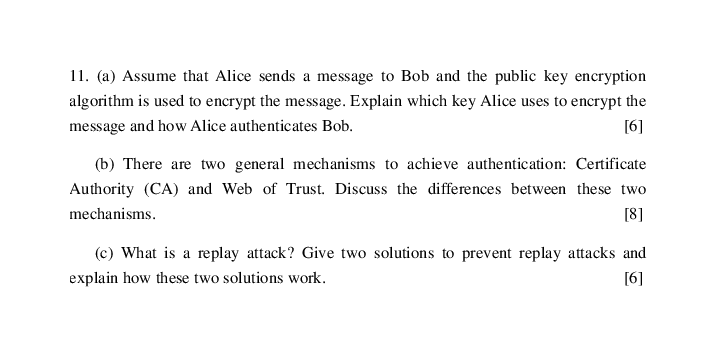 11. (a) Assume that Alice sends a message to Bob and the public key encryption
algorithm is used to encrypt the message. Explain which key Alice uses to encrypt the
message and how Alice authenticates Bob. [6]
(b) There are two general mechanisms to achieve authentication: Certificate
Authority (CA) and Web of Trust. Discuss the differences between these two
mechanisms. [8]
(c) What is a replay attack? Give two solutions to prevent replay attacks and
explain how these two solutions work. [6]